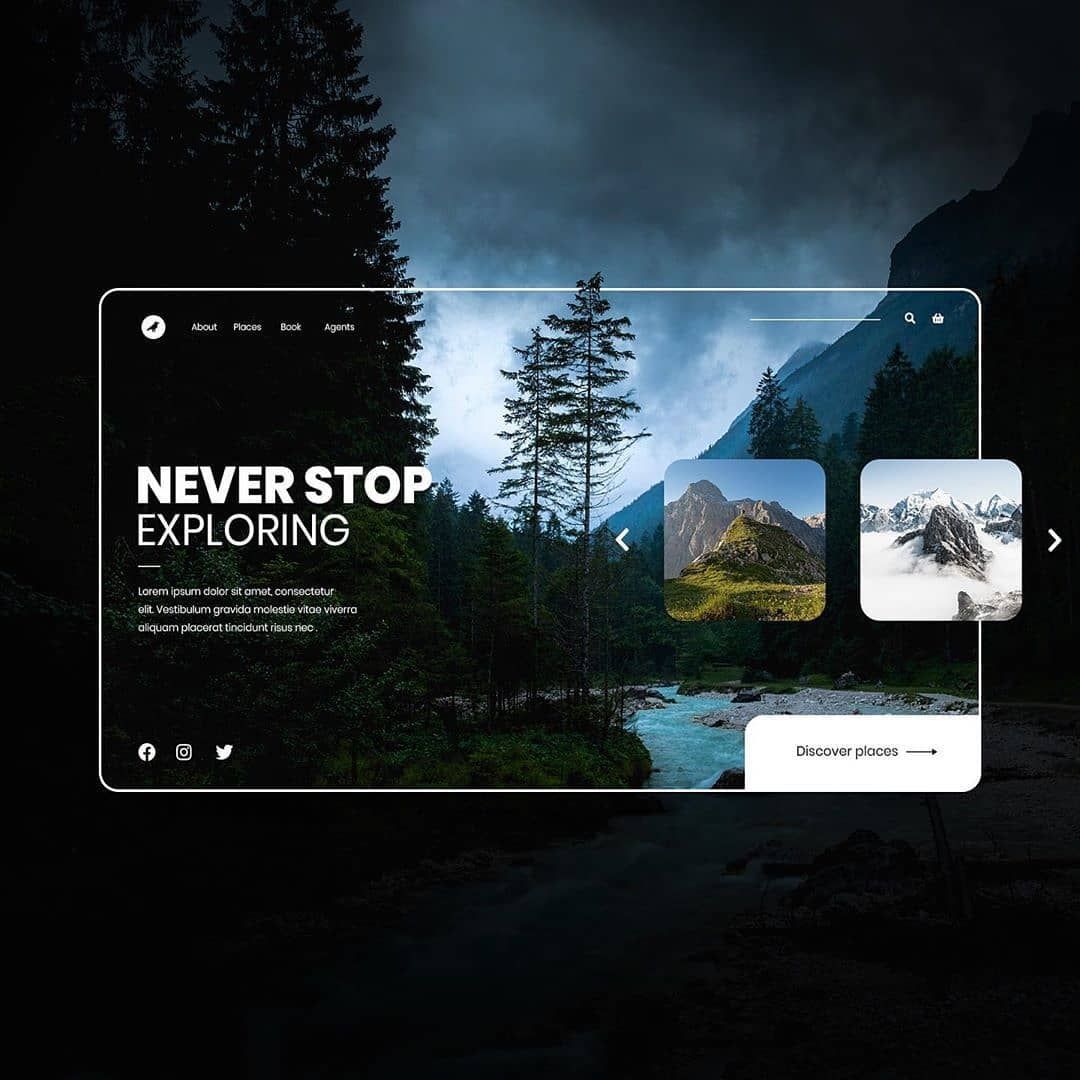 About Places Book Agents
NEVER STOP
EXPLORING
Lorem ipsum dolor sit amet, consectetur
elit. Vestibulum gravida molestie vitae viverra
aliquam placerat tincidunt risus nec .
Discover places